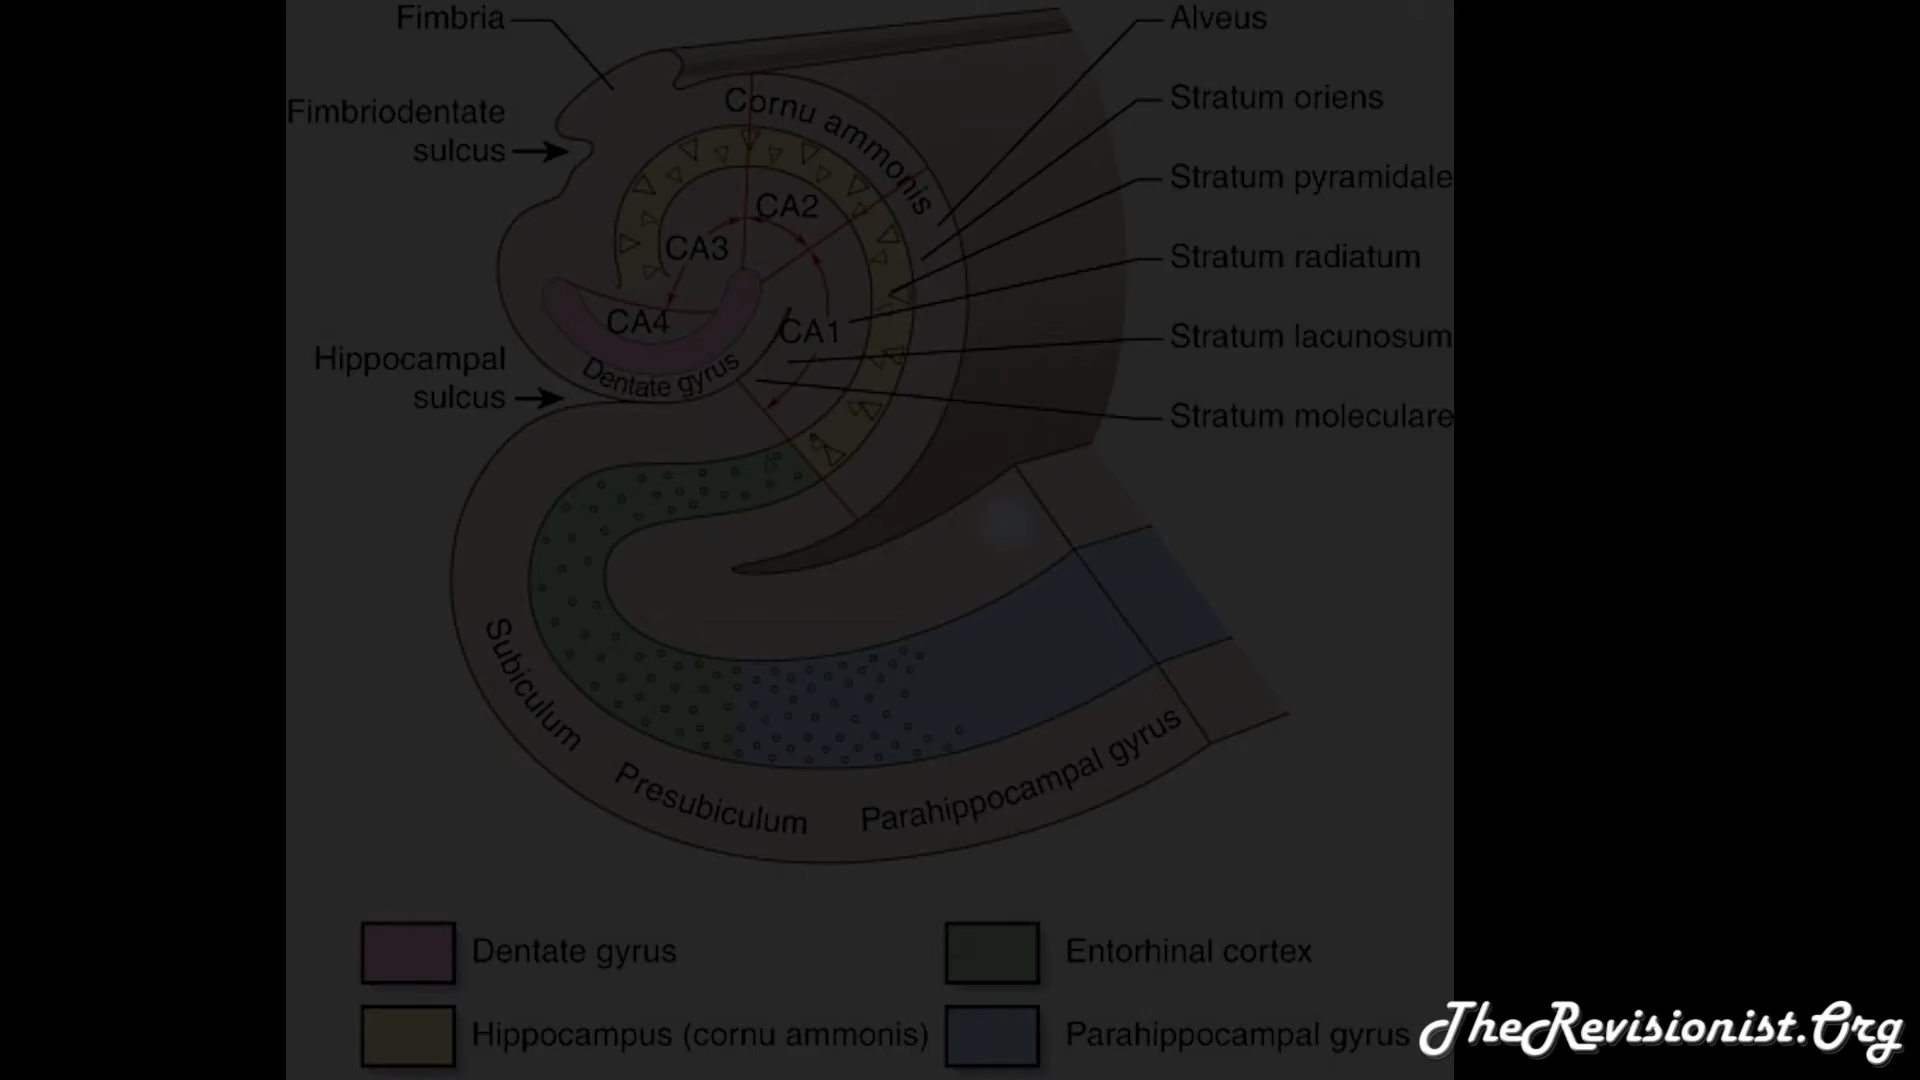 Fimbria
Fimbriodentate
sulcus
Hippocampal
sulcus
Alveus
Stratum oriens
Stratum pyramidale
Stratum radiatum
Stratum lacunosum
Stratum moleculare
Cornu ammonis
CA2
CA3
CA4
CA1
Dentate gyrus
Subiculum
Presubiculum
Parahippocampal gyrus
Dentate gyrus
Entorhinal cortex
Hippocampus (cornu ammonis)
Parahippocampal gyrus
TheRevisionist.Org